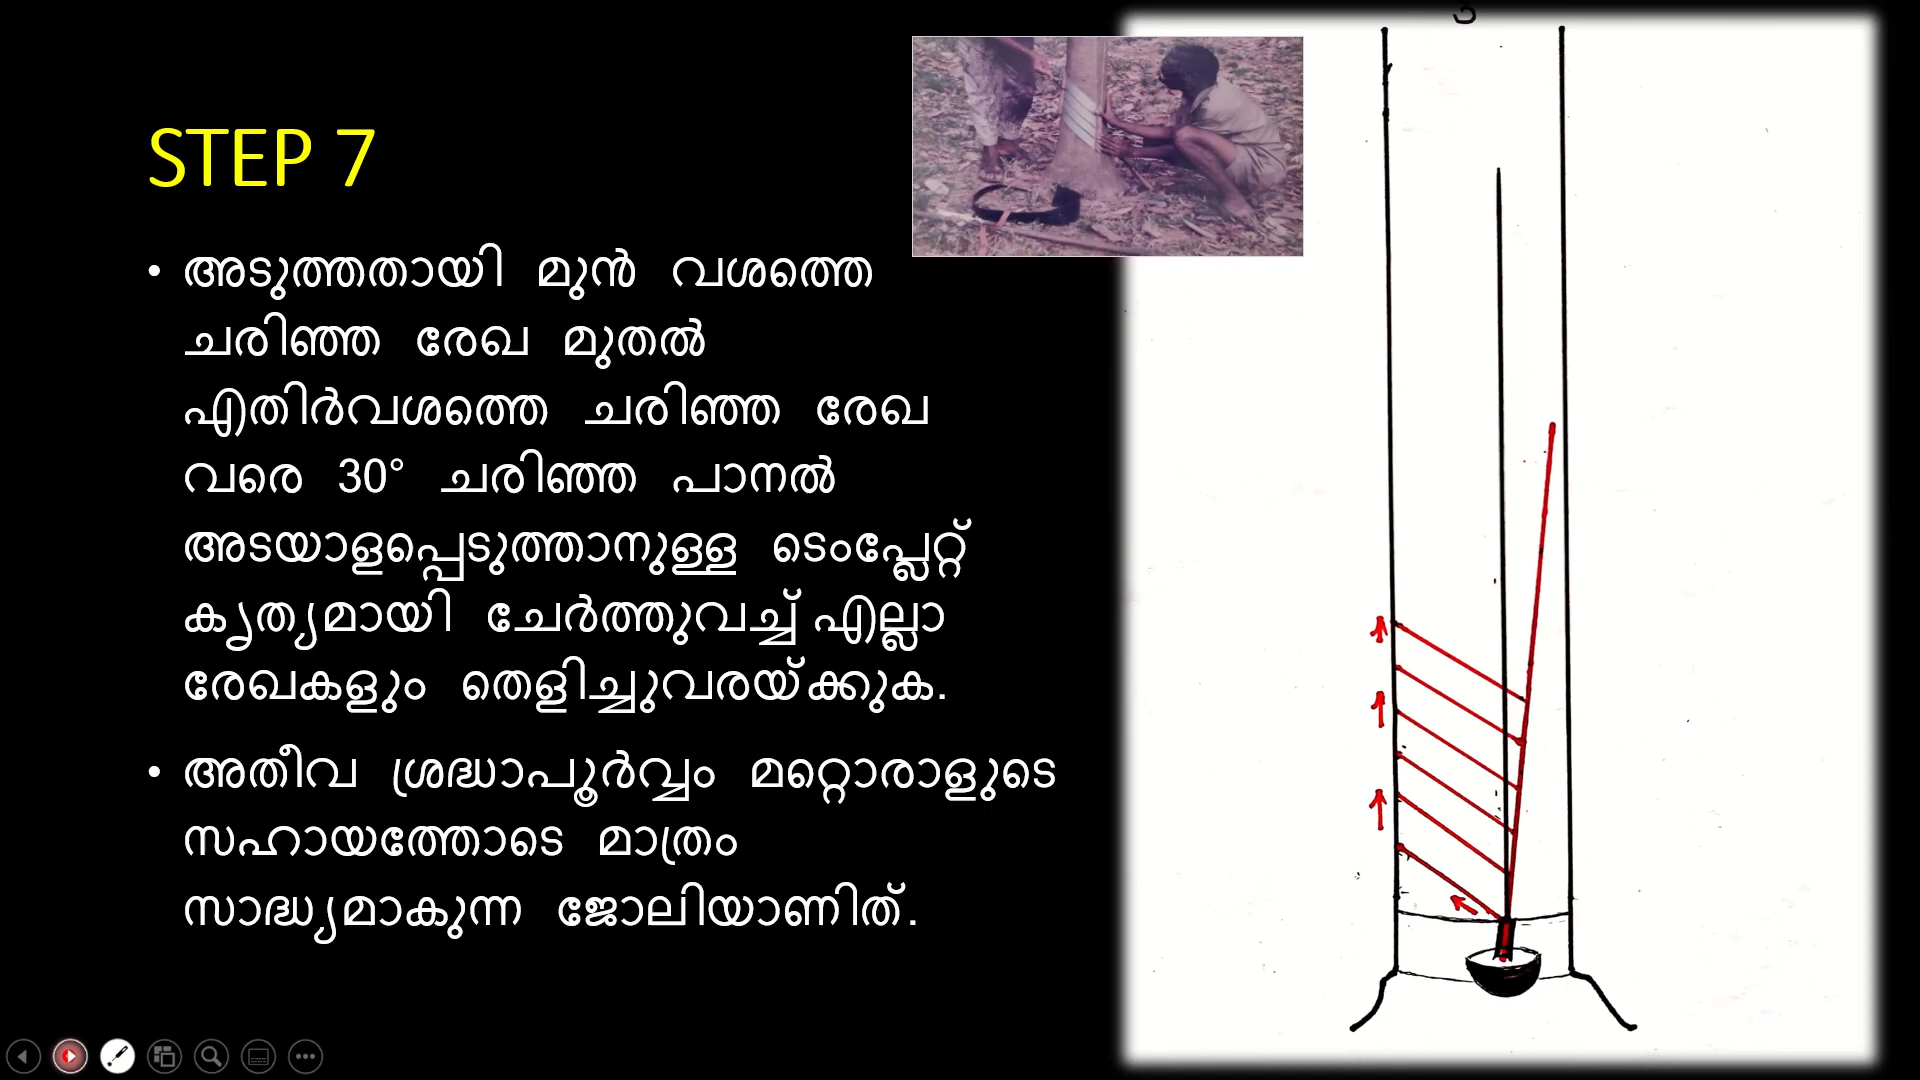 STEP 7
• അടുത്തതായി മുൻ വശത്തെ
ചരിഞ്ഞ രേഖ മുതൽ
എതിർവശത്തെ ചരിഞ്ഞ രേഖ
വരെ 30° ചരിഞ്ഞ പാനൽ
അടയാളപ്പെടുത്താനുള്ള ടെംപ്ലേറ്റ്
കൃത്യമായി ചേർത്തുവച്ച് എല്ലാ
രേഖകളും തെളിച്ചുവരയ്ക്കുക.
• അതീവ ശ്രദ്ധാപൂർവ്വം മറ്റൊരാളുടെ
സഹായത്തോടെ മാത്രം
സാദ്ധ്യമാകുന്ന ജോലിയാണിത്.